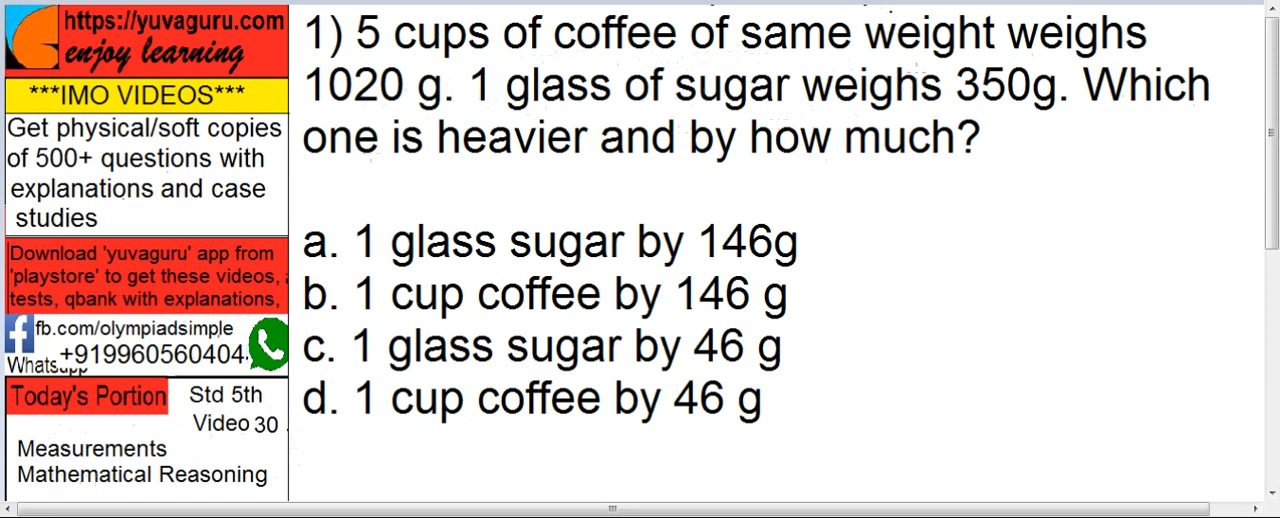 https://yuvaguru.com
enjoy learning
***IMO VIDEOS***
Get physical/soft copies
of 500+ questions with
explanations and case
studies
Download 'yuvaguru' app from
'playstore' to get these videos,
tests, qbank with explanations,
fb.com/olympiadsimple
+919960560404
Today's Portion
Std 5th
Video 30
Measurements
Mathematical Reasoning
1) 5 cups of coffee of same weight weighs
1020 g. 1 glass of sugar weighs 350g. Which
one is heavier and by how much?
a. 1 glass sugar by 146g
b. 1 cup coffee by 146 g
c. 1 glass sugar by 46 g
d. 1 cup coffee by 46 g